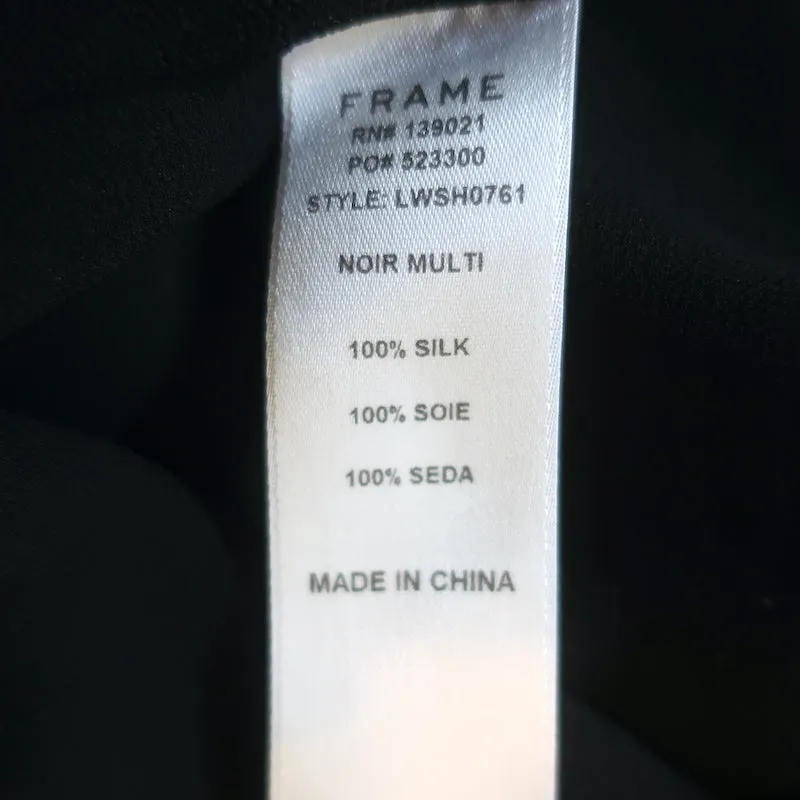 FRAME
RN# 139021
PO# 523300
STYLE: LWSH0761
NOIR MULTI
100% SILK
100% SOIE
100% SEDA
MADE IN CHINA